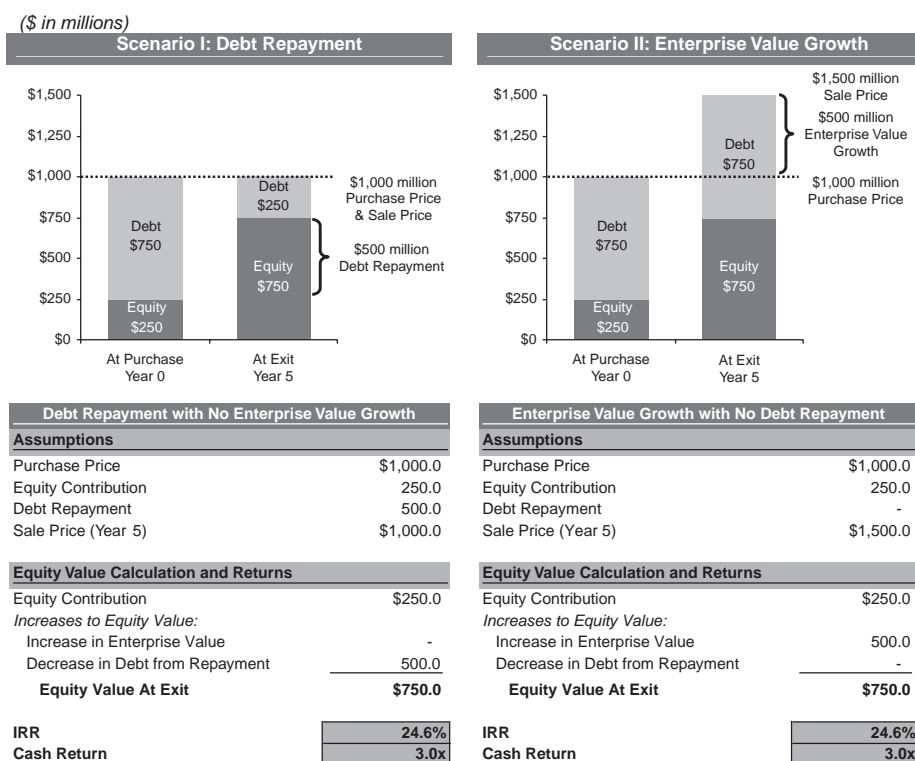 ($ in millions)
Scenario I: Debt Repayment
$1,500
$1,250
$1,000
$750
$500
$250
$0
Debt
$750
Equity
$250
Debt
$250
Equity
$750
$1,000 million
Purchase Price
& Sale Price
$500 million
Debt Repayment
At Purchase
Year 0
At Exit
Year 5
Scenario II: Enterprise Value Growth
$1,500
$1,250
$1,000
$750
$500
$250
$0
Debt
$750
Equity
$250
Debt
$750
Equity
$750
$1,500 million
Sale Price
$500 million
Enterprise Value
Growth
$1,000 million
Purchase Price
At Purchase
Year 0
At Exit
Year 5
Debt Repayment with No Enterprise Value Growth
Assumptions
Purchase Price $1,000.0
Equity Contribution 250.0
Debt Repayment 500.0
Sale Price (Year 5) $1,000.0
Equity Value Calculation and Returns
Equity Contribution $250.0
Increases to Equity Value:
Increase in Enterprise Value -
Decrease in Debt from Repayment 500.0
Equity Value At Exit $750.0
IRR 24.6%
Cash Return 3.0x
Enterprise Value Growth with No Debt Repayment
Assumptions
Purchase Price $1,000.0
Equity Contribution 250.0
Debt Repayment -
Sale Price (Year 5) $1,500.0
Equity Value Calculation and Returns
Equity Contribution $250.0
Increases to Equity Value:
Increase in Enterprise Value 500.0
Decrease in Debt from Repayment -
Equity Value At Exit $750.0
IRR 24.6%
Cash Return 3.0x